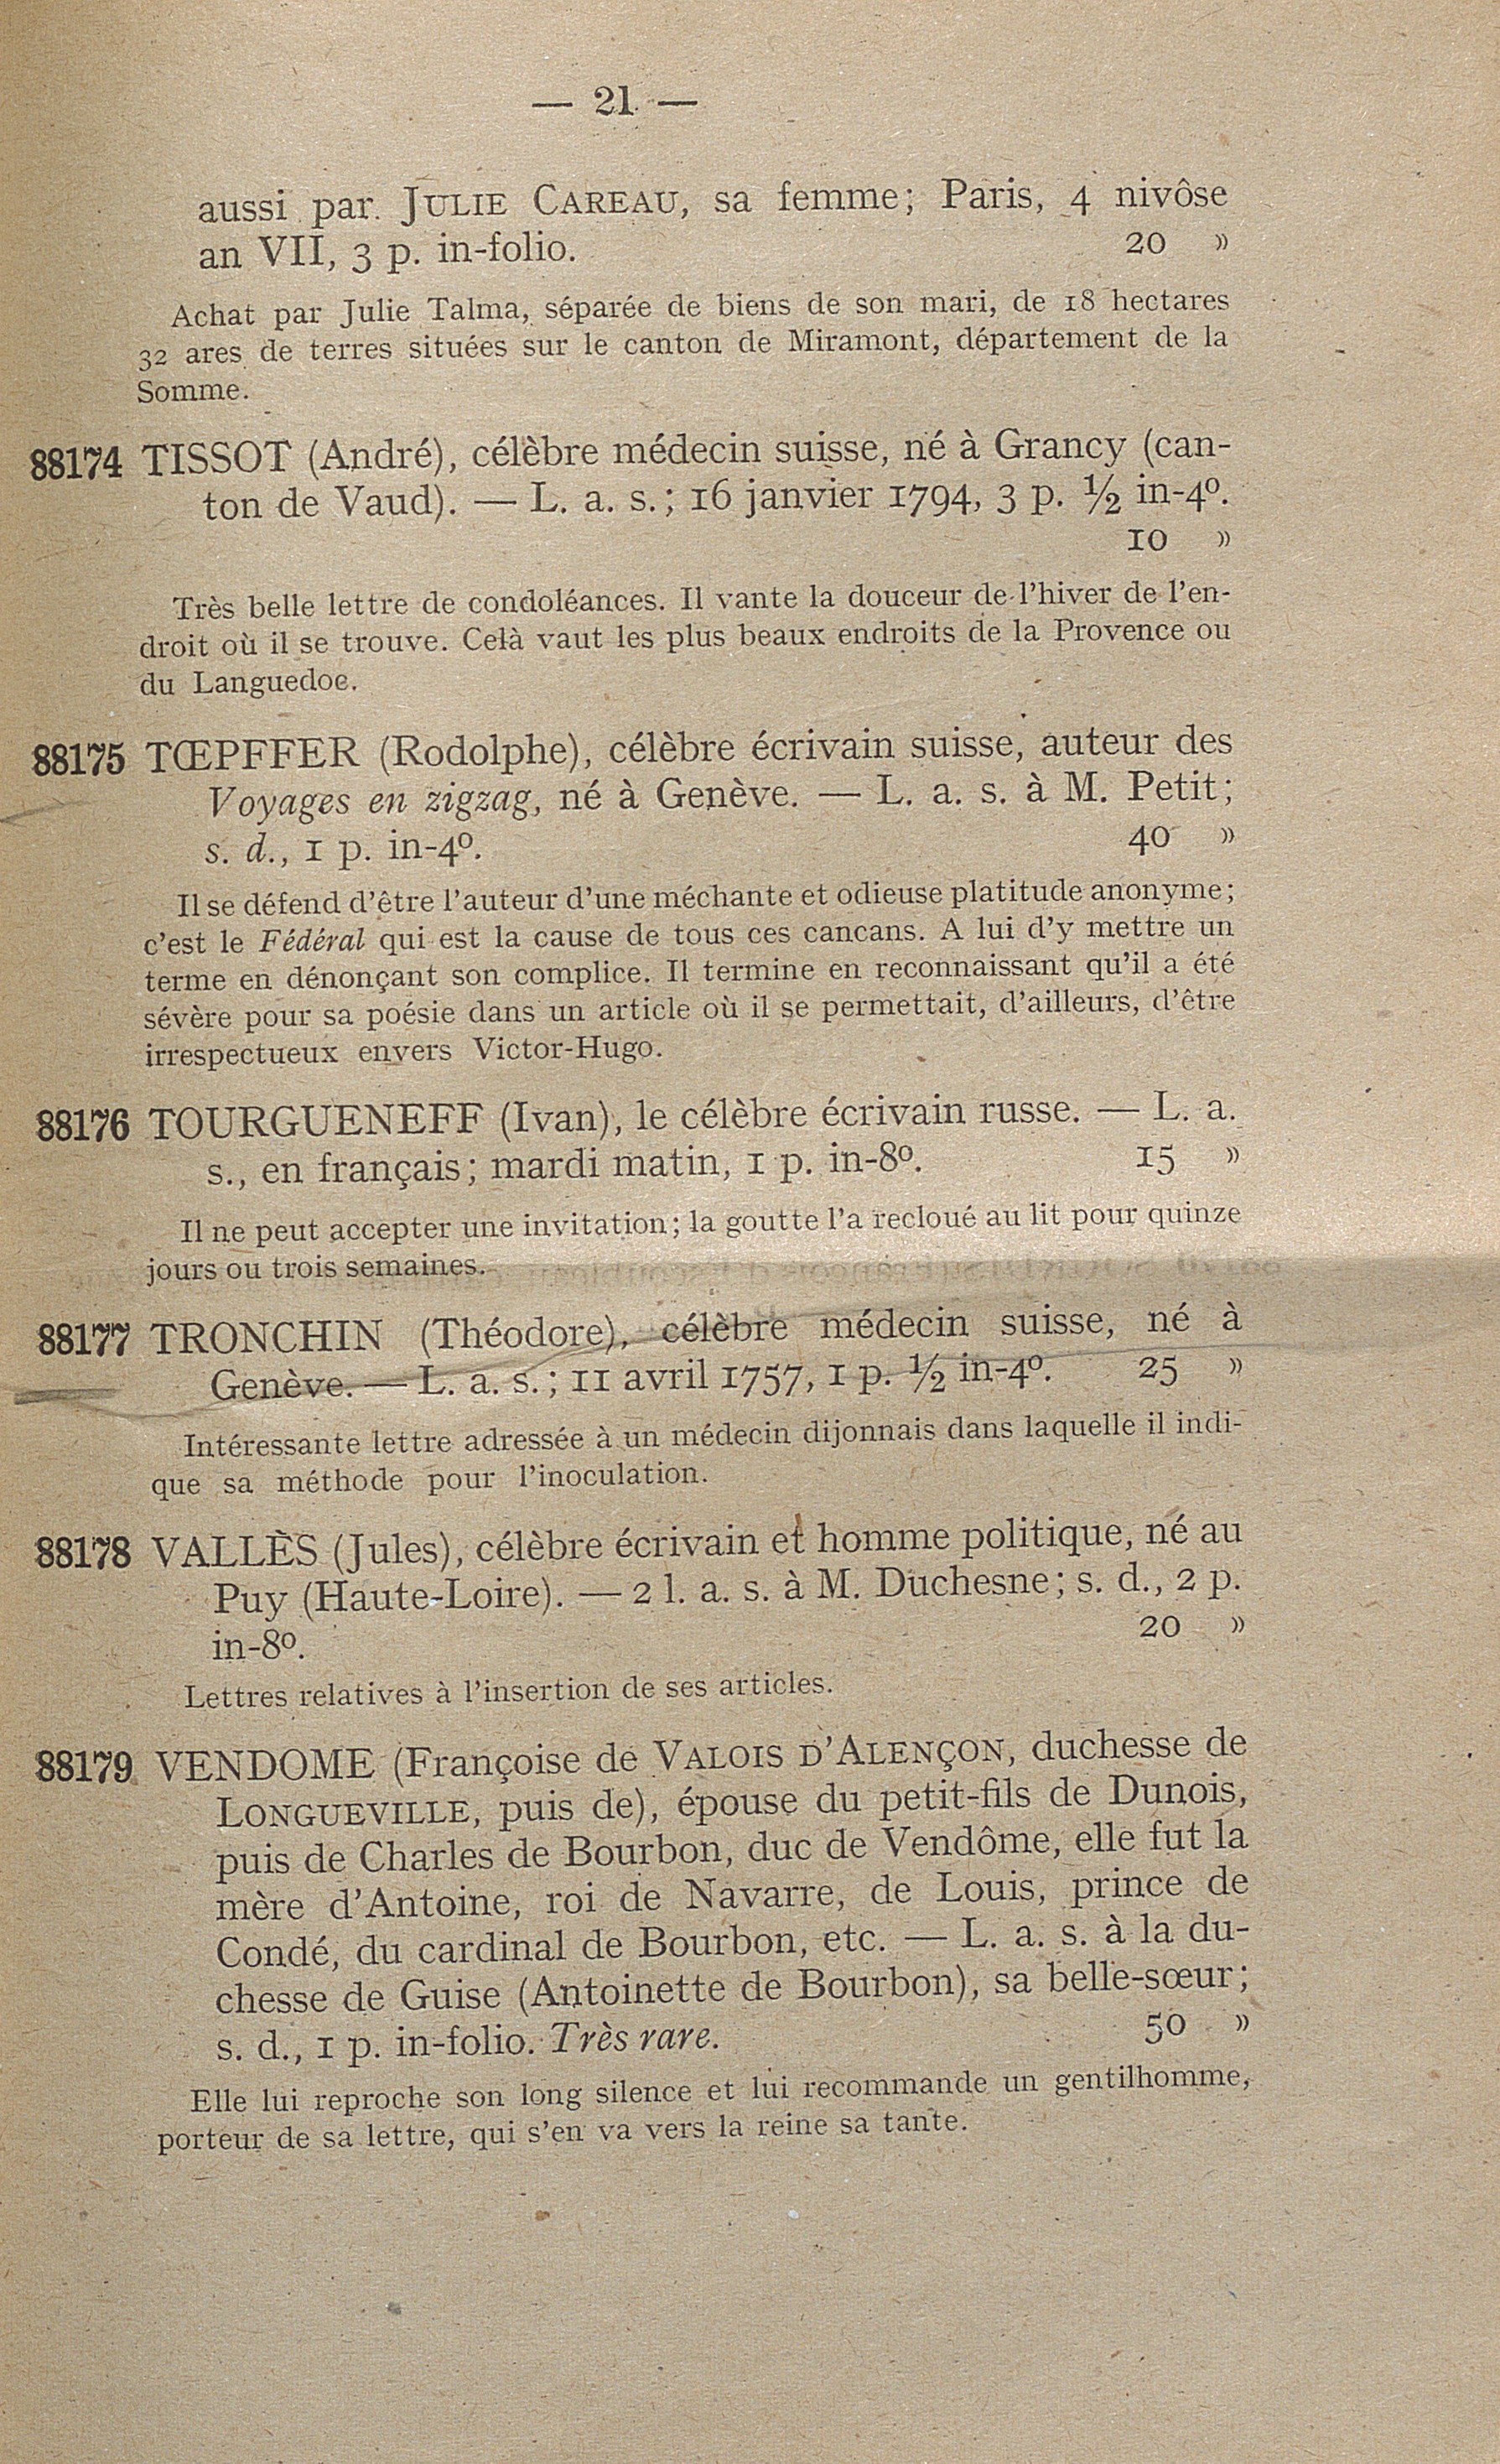 — 21 —
aussi par JULIE CAREAU, sa femme; Paris, 4 nivôse
an VII, 3 p. in-folio. 20 »
Achat par Julie Talma, séparée de biens de son mari, de 18 hectares
32 ares de terres situées sur le canton de Miramont, département de la
Somme.
88174 TISSOT (André), célèbre médecin suisse, né à Grancy (can-
ton de Vaud). — L. a. s.; 16 janvier 1794, 3 p. ½ in-4º.
10 »
Très belle lettre de condoléances. Il vante la douceur de l'hiver de l'en-
droit où il se trouve. Celà vaut les plus beaux endroits de la Provence ou
du Languedoc.
88175 TŒPFFER (Rodolphe), célèbre écrivain suisse, auteur des
Voyages en zigzag, né à Genève. — L. a. s. à M. Petit;
s. d., 1 p. in-4º. 40 »
Il se défend d'être l'auteur d'une méchante et odieuse platitude anonyme;
c'est le Fédéral qui est la cause de tous ces cancans. A lui d'y mettre un
terme en dénonçant son complice. Il termine en reconnaissant qu'il a été
sévère pour sa poésie dans un article où il se permettait, d'ailleurs, d'être
irrespectueux envers Victor-Hugo.
88176 TOURGUENEFF (Ivan), le célèbre écrivain russe. — L. a.
s., en français; mardi matin, 1 p. in-8º. 15 »
Il ne peut accepter une invitation; la goutte l'a recloué au lit pour quinze
jours ou trois semaines.
88177 TRONCHIN (Théodore), célèbre médecin suisse, né à
Genève. — L. a. s.; 11 avril 1757, 1 p. ½ in-4º. 25 »
Intéressante lettre adressée à un médecin dijonnais dans laquelle il indi-
que sa méthode pour l'inoculation.
88178 VALLÈS (Jules), célèbre écrivain et homme politique, né au
Puy (Haute-Loire). — 2 l. a. s. à M. Duchesne; s. d., 2 p.
in-8º. 20 »
Lettres relatives à l'insertion de ses articles.
88179 VENDOME (Françoise de VALOIS D'ALENÇON, duchesse de
LONGUEVILLE, puis de), épouse du petit-fils de Dunois,
puis de Charles de Bourbon, duc de Vendôme, elle fut la
mère d'Antoine, roi de Navarre, de Louis, prince de
Condé, du cardinal de Bourbon, etc. — L. a. s. à la du-
chesse de Guise (Antoinette de Bourbon), sa belle-sœur;
s. d., 1 p. in-folio. Très rare. 50 »
Elle lui reproche son long silence et lui recommande un gentilhomme,
porteur de sa lettre, qui s'en va vers la reine sa tante.